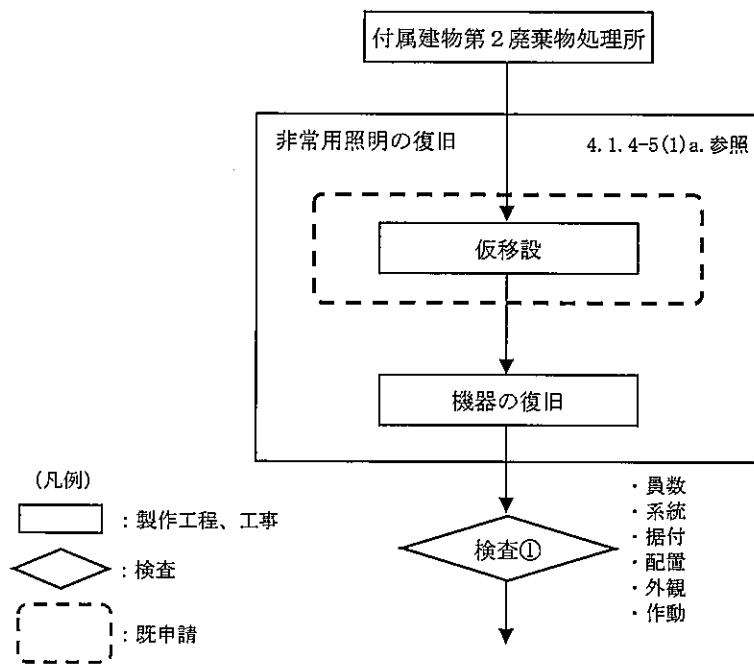 付属建物第2廃棄物処理所
非常用照明の復旧
4.1.4-5(1)a.参照
仮移設
機器の復旧
検査①
・員数
・系統
・据付
・配置
・外観
・作動
(凡例)
：製作工程、工事
：検査
：既申請